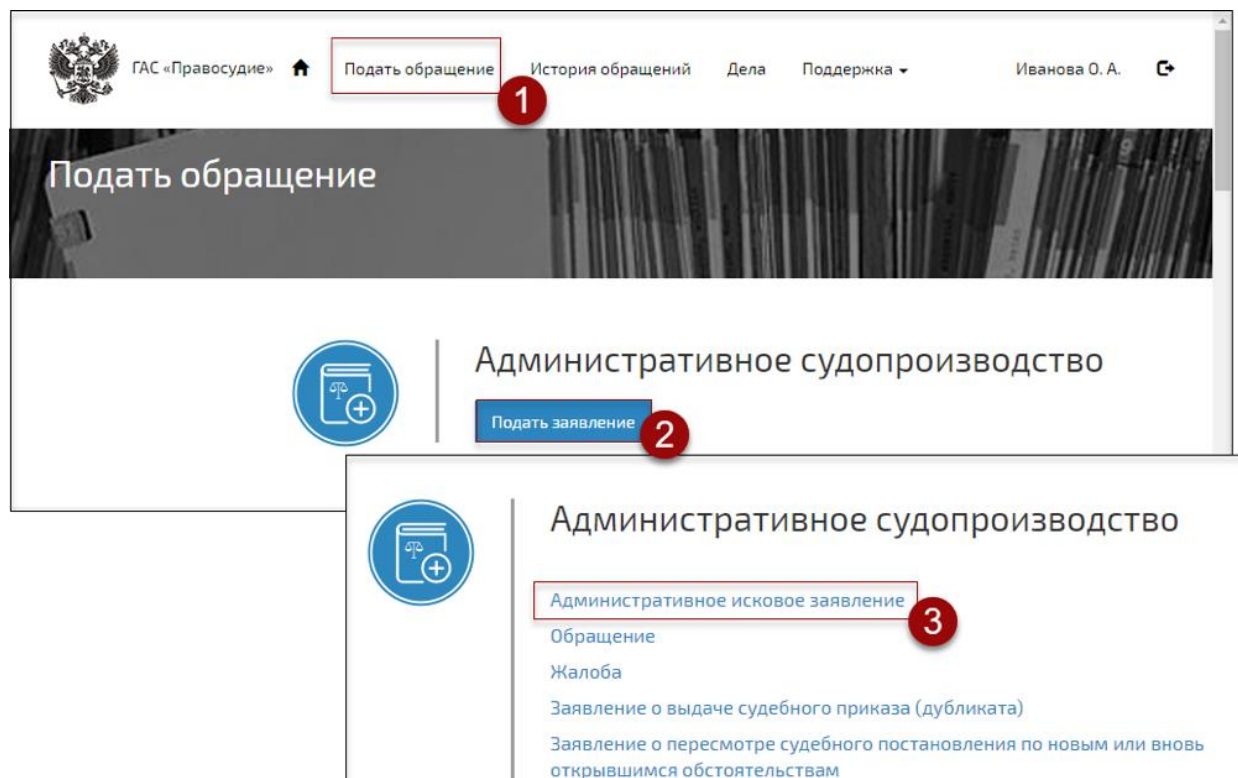 ГАС «Правосудие» Подать обращение История обращений Дела Поддержка Иванова О. А.
1
Подать обращение
Административное судопроизводство
Подать заявление
2
Административное судопроизводство
Административное исковое заявление
3
Обращение
Жалоба
Заявление о выдаче судебного приказа (дубликата)
Заявление о пересмотре судебного постановления по новым или вновь
открывшимся обстоятельствам